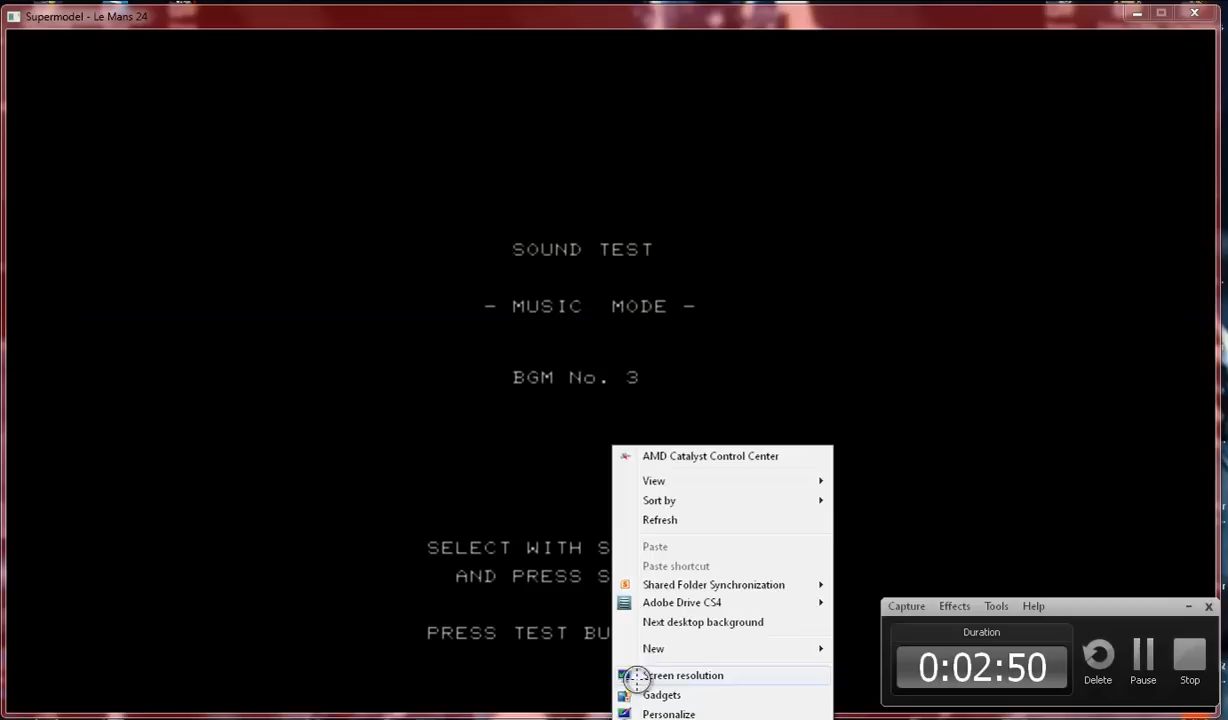 Supermodel - Le Mans 24
SOUND TEST
- MUSIC MODE -
BGM No. 3
SELECT WITH S
AND PRESS S
PRESS TEST BU
AMD Catalyst Control Center
View
Sort by
Refresh
Paste
Paste shortcut
Shared Folder Synchronization
Adobe Drive CS4
Next desktop background
New
Screen resolution
Gadgets
Personalize
Capture Effects Tools Help
Duration
0:02:50
Delete Pause Stop